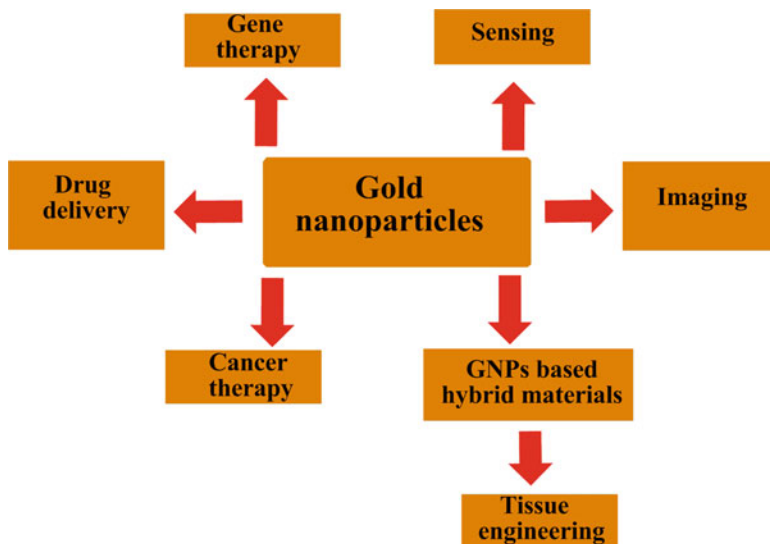 Gene
therapy
Sensing
Drug
delivery
Gold
nanoparticles
Imaging
Cancer
therapy
GNPs based
hybrid materials
Tissue
engineering